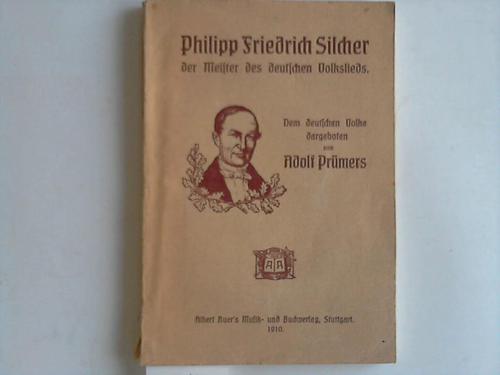 Philipp Friedrich Silcher
der Meister des deutschen Volkslieds.
Dem deutschen Volke
dargeboten
von
Adolf Prümers
A A
Albert Auer's Musik- und Buchverlag, Stuttgart.
1910.